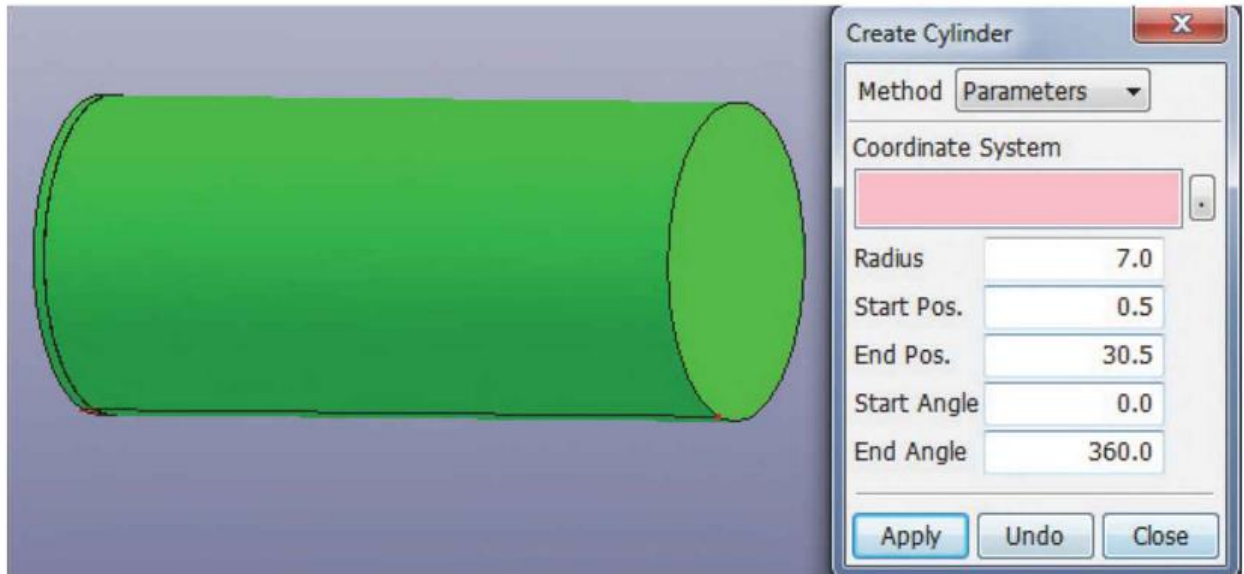 Create Cylinder
Method Parameters
Coordinate System
.
Radius 7.0
Start Pos. 0.5
End Pos. 30.5
Start Angle 0.0
End Angle 360.0
Apply Undo Close